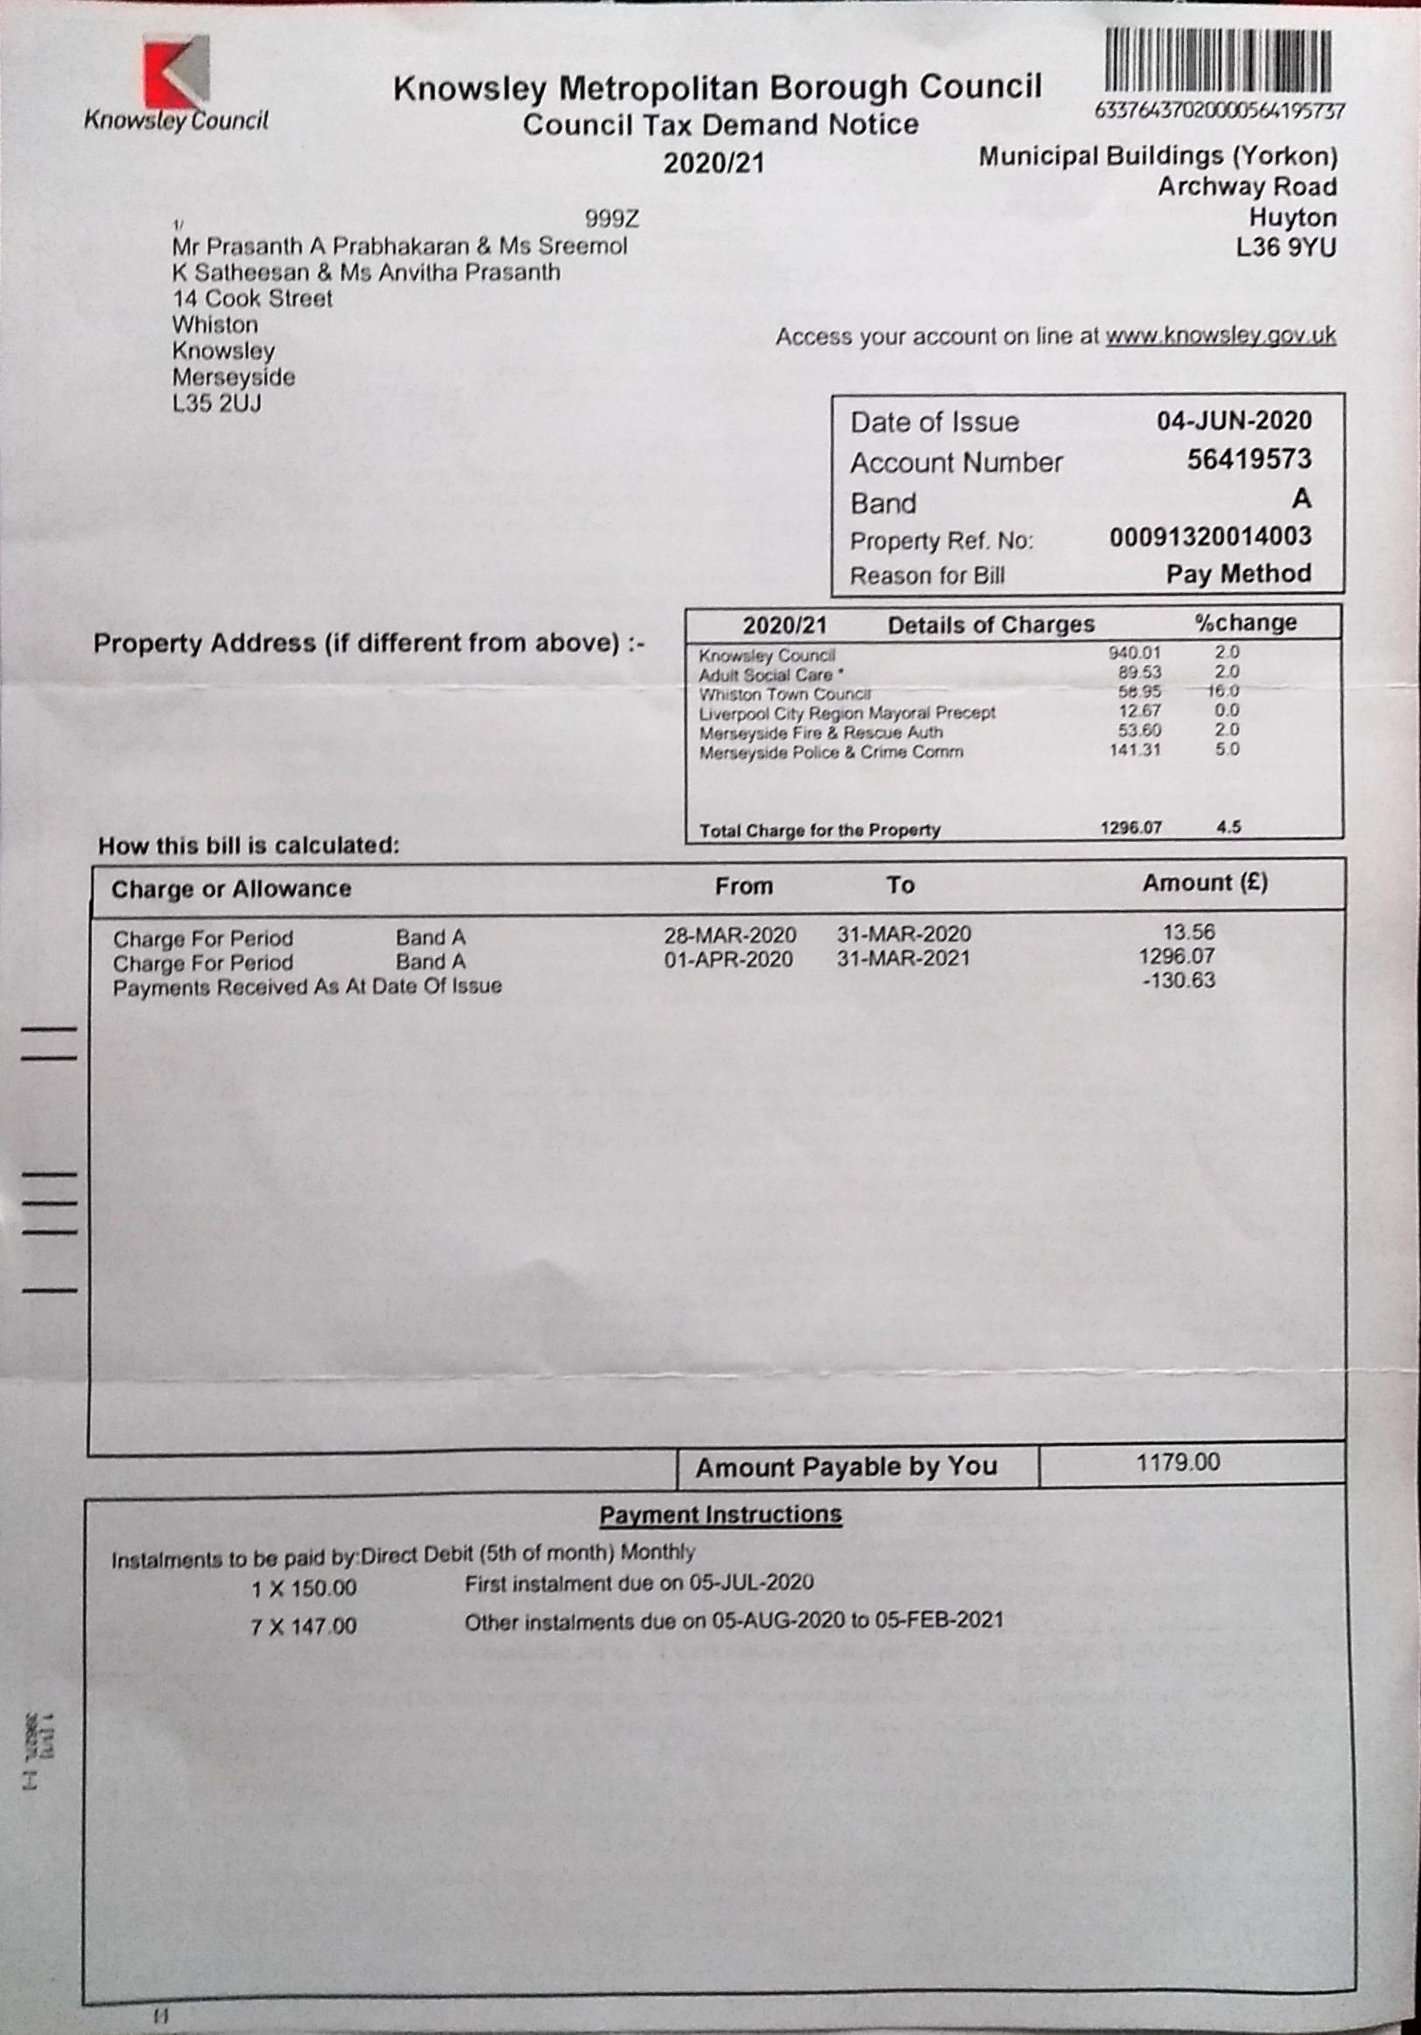 Knowsley Council
Knowsley Metropolitan Borough Council
Council Tax Demand Notice
2020/21
633764370200000564195737
Municipal Buildings (Yorkon)
Archway Road
Huyton
L36 9YU
1/ 999Z
Mr Prasanth A Prabhakaran & Ms Sreemol
K Satheesan & Ms Anvitha Prasanth
14 Cook Street
Whiston
Knowsley
Merseyside
L35 2UJ
Access your account on line at www.knowsley.gov.uk
Date of Issue 04-JUN-2020
Account Number 56419573
Band A
Property Ref. No: 00091320014003
Reason for Bill Pay Method
Property Address (if different from above) :-
2020/21 Details of Charges %change
Knowsley Council 940.01 2.0
Adult Social Care * 89.53 2.0
Whiston Town Council 58.95 16.0
Liverpool City Region Mayoral Precept 12.67 0.0
Merseyside Fire & Rescue Auth 53.60 2.0
Merseyside Police & Crime Comm 141.31 5.0
Total Charge for the Property 1296.07 4.5
How this bill is calculated:
Charge or Allowance From To Amount (£)
Charge For Period Band A 28-MAR-2020 31-MAR-2020 13.56
Charge For Period Band A 01-APR-2020 31-MAR-2021 1296.07
Payments Received As At Date Of Issue -130.63
Amount Payable by You 1179.00
Payment Instructions
Instalments to be paid by:Direct Debit (5th of month) Monthly
1 X 150.00 First instalment due on 05-JUL-2020
7 X 147.00 Other instalments due on 05-AUG-2020 to 05-FEB-2021